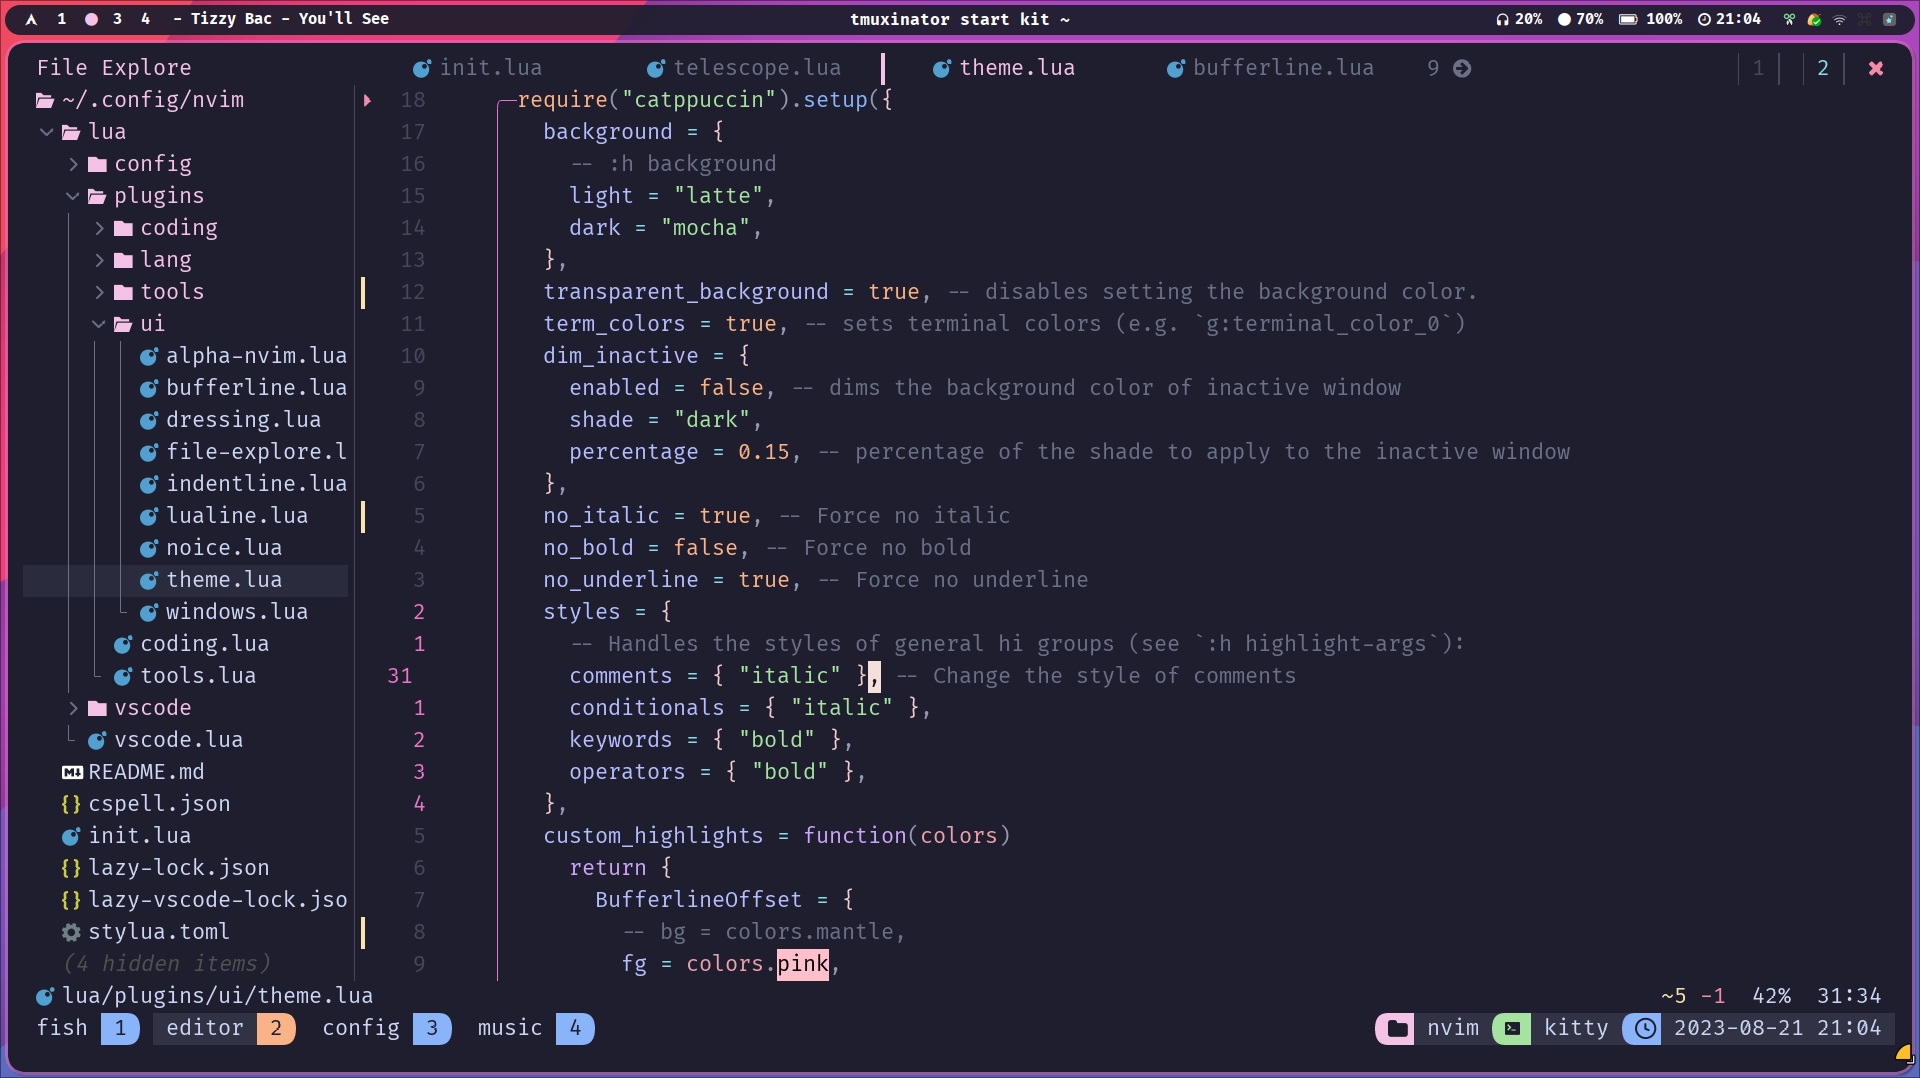 1 3 4 - Tizzy Bac - You'll See
tmuxinator start kit ~
20% 70% 100% 21:04
File Explore
init.lua telescope.lua theme.lua bufferline.lua 9 1 2
~/.config/nvim
lua
config
plugins
coding
lang
tools
ui
alpha-nvim.lua
bufferline.lua
dressing.lua
file-explore.l
indentline.lua
lualine.lua
noice.lua
theme.lua
windows.lua
coding.lua
tools.lua
vscode
vscode.lua
README.md
cspell.json
init.lua
lazy-lock.json
lazy-vscode-lock.jso
stylua.toml
(4 hidden items)
18 require("catppuccin").setup({
17 background = {
16 -- :h background
15 light = "latte",
14 dark = "mocha",
13 },
12 transparent_background = true, -- disables setting the background color.
11 term_colors = true, -- sets terminal colors (e.g. `g:terminal_color_0`)
10 dim_inactive = {
9 enabled = false, -- dims the background color of inactive window
8 shade = "dark",
7 percentage = 0.15, -- percentage of the shade to apply to the inactive window
6 },
5 no_italic = true, -- Force no italic
4 no_bold = false, -- Force no bold
3 no_underline = true, -- Force no underline
2 styles = {
1 -- Handles the styles of general hi groups (see `:h highlight-args`):
31 comments = { "italic" }, -- Change the style of comments
1 conditionals = { "italic" },
2 keywords = { "bold" },
3 operators = { "bold" },
4 },
5 custom_highlights = function(colors)
6 return {
7 BufferlineOffset = {
8 -- bg = colors.mantle,
9 fg = colors.pink,
lua/plugins/ui/theme.lua ~5 -1 42% 31:34
fish 1 editor 2 config 3 music 4 nvim kitty 2023-08-21 21:04